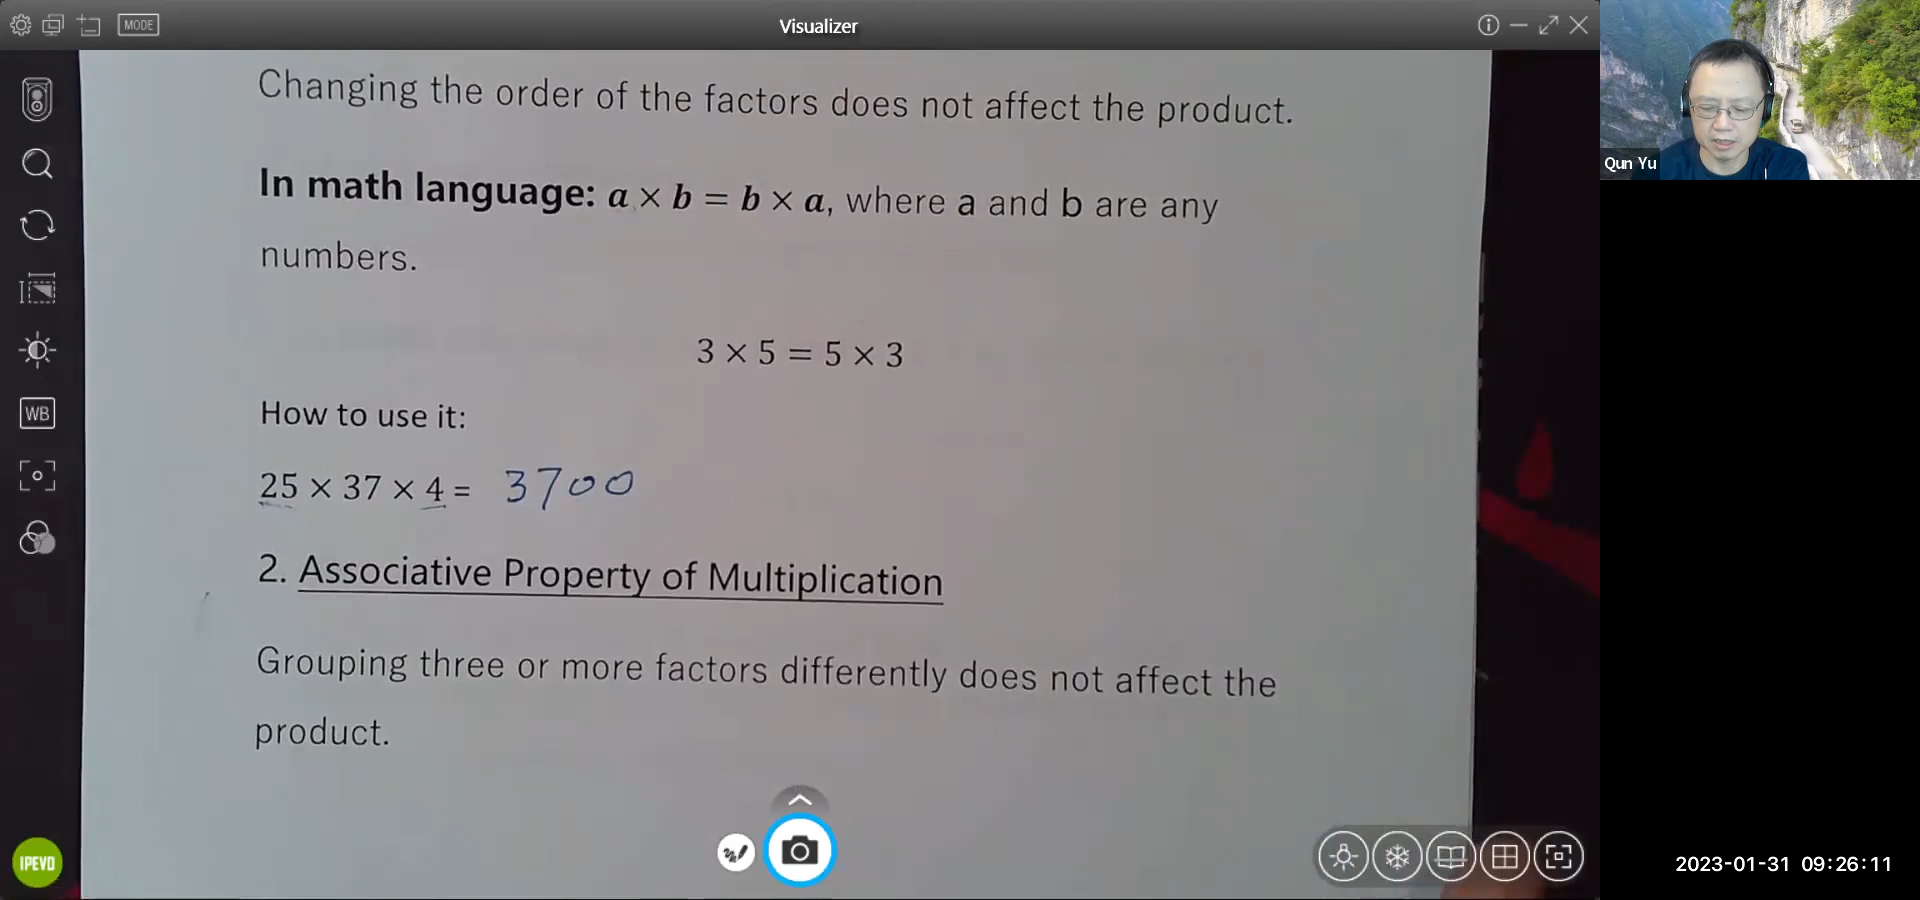 MODE
Visualizer
Changing the order of the factors does not affect the product.
In math language: a × b = b × a, where a and b are any
numbers.
3 × 5 = 5 × 3
How to use it:
25 × 37 × 4 = 3700
2. Associative Property of Multiplication
Grouping three or more factors differently does not affect the
product.
WB
IPEVO
Qun Yu
2023-01-31 09:26:11